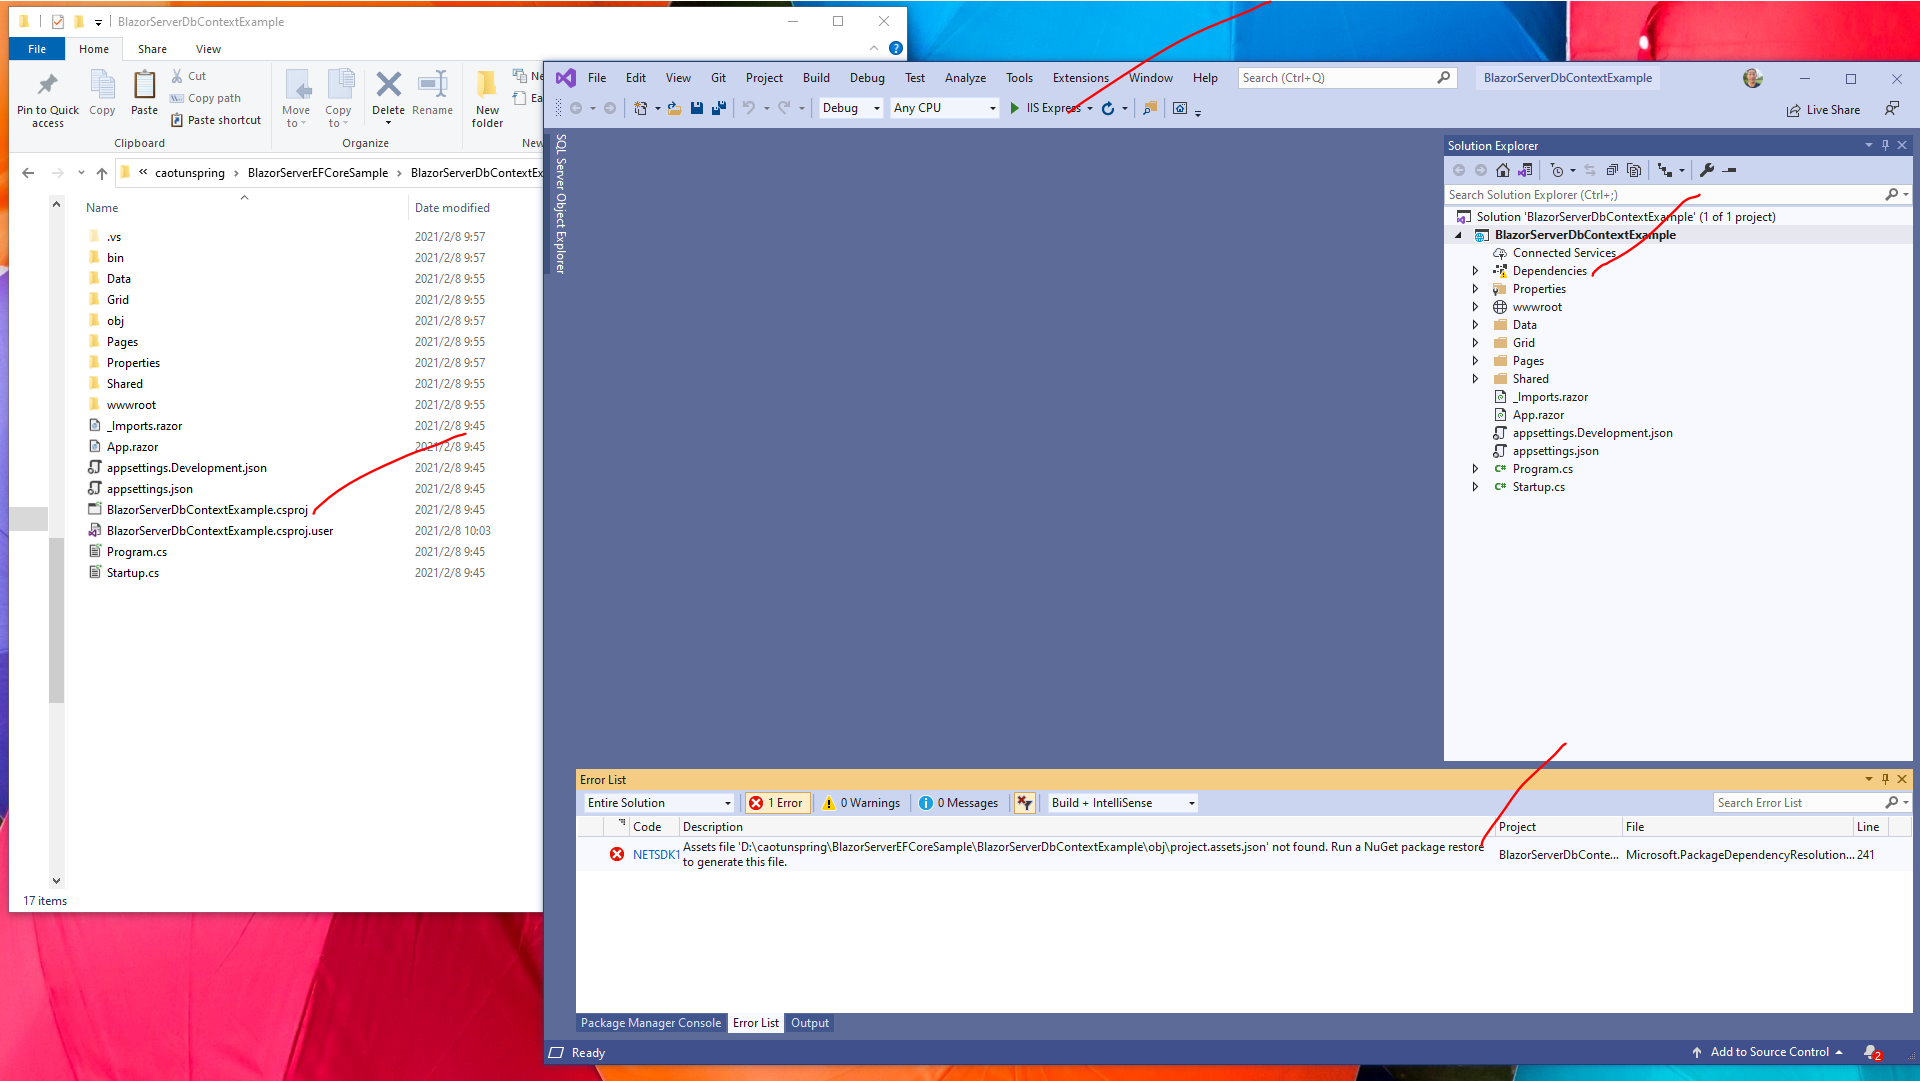 BlazorServerDbContextExample
File Home Share View
Pin to Quick access
Copy
Paste
Cut
Copy path
Paste shortcut
Clipboard
Move to
Copy to
Delete
Rename
Organize
New folder
New
caotunspring > BlazorServerEFCoreSample > BlazorServerDbContextEx
Name Date modified
.vs 2021/2/8 9:57
bin 2021/2/8 9:57
Data 2021/2/8 9:55
Grid 2021/2/8 9:55
obj 2021/2/8 9:57
Pages 2021/2/8 9:55
Properties 2021/2/8 9:57
Shared 2021/2/8 9:55
wwwroot 2021/2/8 9:55
_Imports.razor 2021/2/8 9:45
App.razor 2021/2/8 9:45
appsettings.Development.json 2021/2/8 9:45
appsettings.json 2021/2/8 9:45
BlazorServerDbContextExample.csproj 2021/2/8 9:45
BlazorServerDbContextExample.csproj.user 2021/2/8 10:03
Program.cs 2021/2/8 9:45
Startup.cs 2021/2/8 9:45
17 items
File Edit View Git Project Build Debug Test Analyze Tools Extensions Window Help Search (Ctrl+Q) BlazorServerDbContextExample
Debug Any CPU IIS Express Live Share
SQL Server Object Explorer
Solution Explorer
Search Solution Explorer (Ctrl+;)
Solution 'BlazorServerDbContextExample' (1 of 1 project)
BlazorServerDbContextExample
Connected Services
Dependencies
Properties
wwwroot
Data
Grid
Pages
Shared
_Imports.razor
App.razor
appsettings.Development.json
appsettings.json
C# Program.cs
C# Startup.cs
Error List
Entire Solution 1 Error 0 Warnings 0 Messages Build + IntelliSense Search Error List
Code Description Project File Line
NETSDK1 Assets file 'D:\caotunspring\BlazorServerEFCoreSample\BlazorServerDbContextExample\obj\project.assets.json' not found. Run a NuGet package restore to generate this file. BlazorServerDbConte... Microsoft.PackageDependencyResolution... 241
Package Manager Console Error List Output
Ready Add to Source Control 2